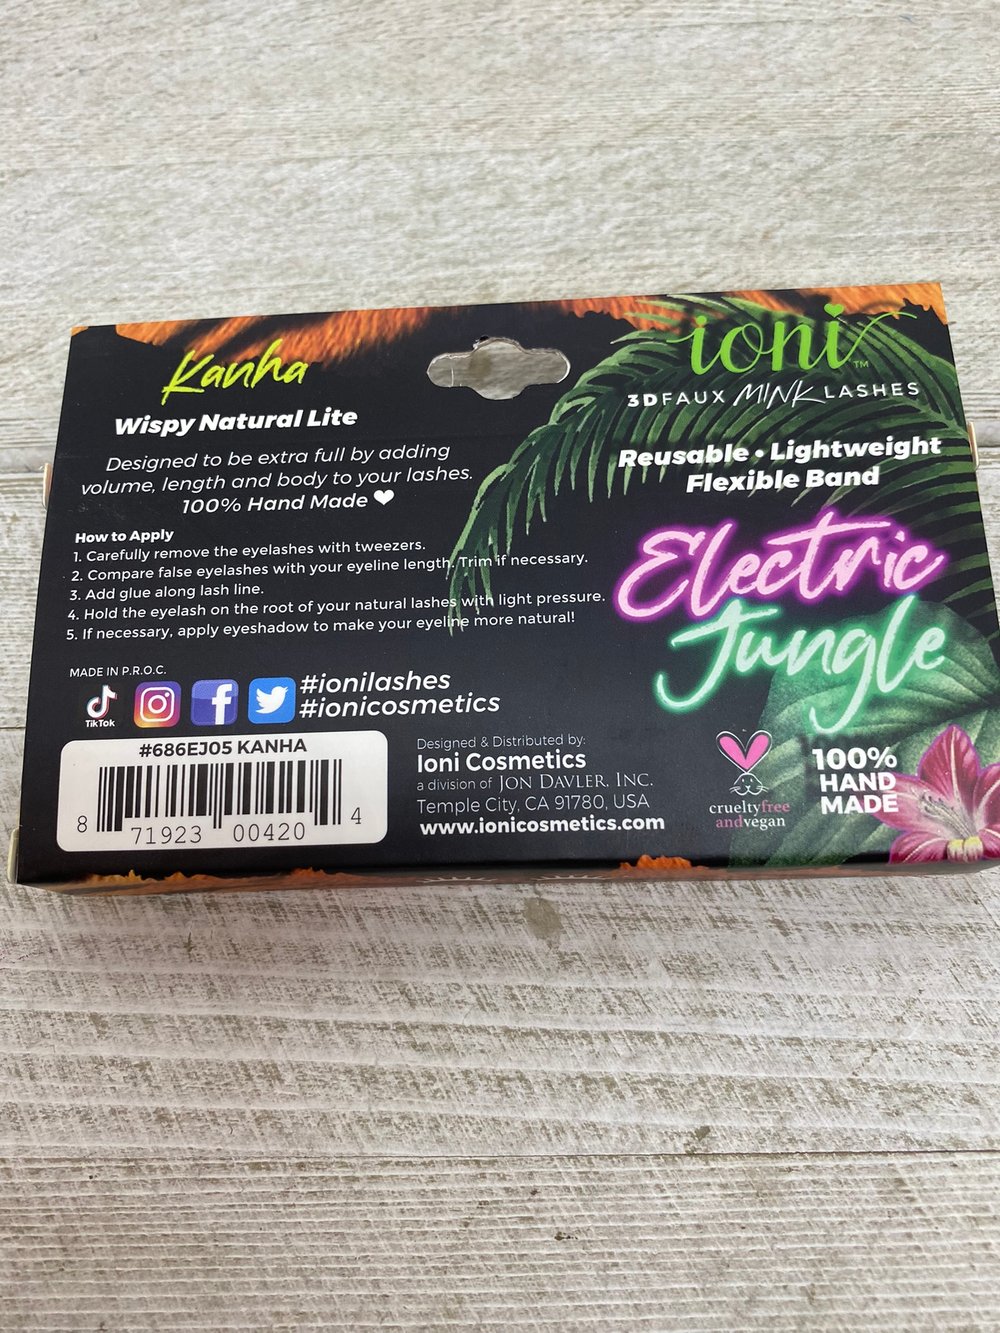 Kanha
Wispy Natural Lite
Designed to be extra full by adding
volume, length and body to your lashes.
100% Hand Made ❤
How to Apply
1. Carefully remove the eyelashes with tweezers.
2. Compare false eyelashes with your eyeline length. Trim if necessary.
3. Add glue along lash line.
4. Hold the eyelash on the root of your natural lashes with light pressure.
5. If necessary, apply eyeshadow to make your eyeline more natural!
MADE IN P.R.O.C.
TikTok
#ionilashes
#ionicosmetics
#686EJ05 KANHA
8 71923 00420 4
Designed & Distributed by:
Ioni Cosmetics
a division of JON DAVLER, INC.
Temple City, CA 91780, USA
www.ionicosmetics.com
ioni™
3D FAUX MINK LASHES
Reusable • Lightweight
Flexible Band
Electric
Jungle
crueltyfree
andvegan
100%
HAND
MADE